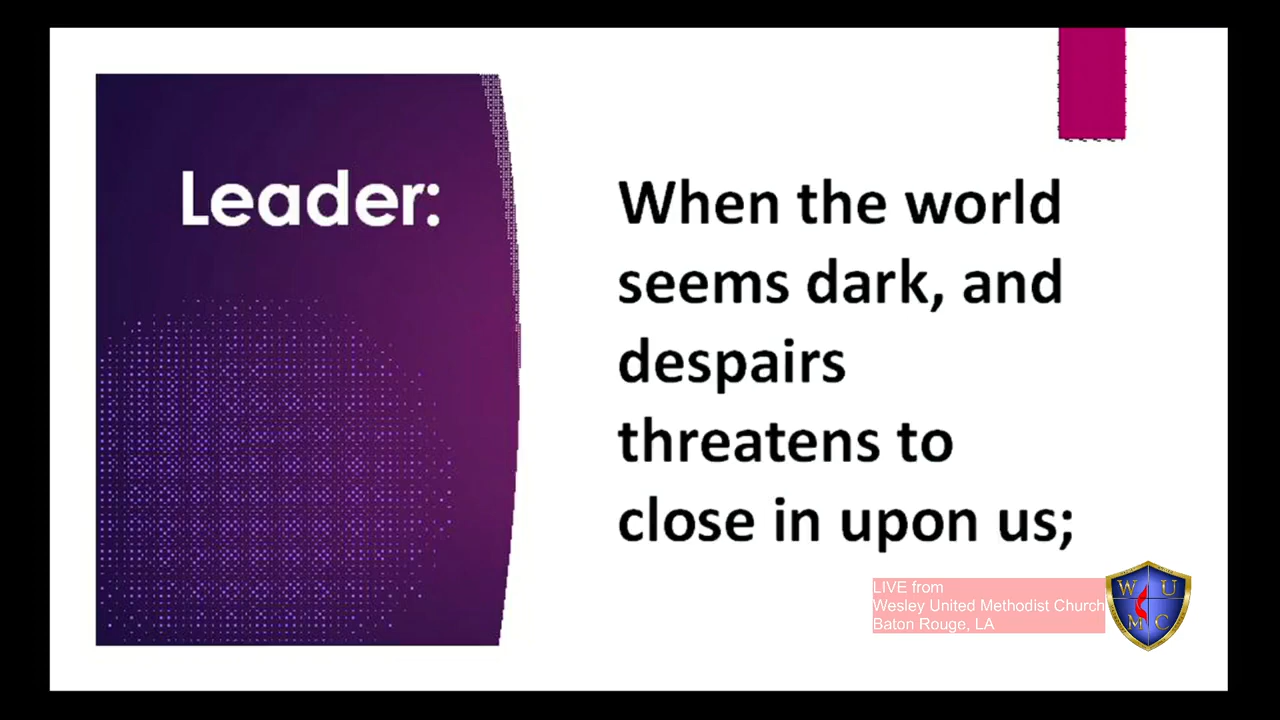 Leader:
When the world
seems dark, and
despairs
threatens to
close in upon us;
LIVE from
Wesley United Methodist Church
Baton Rouge, LA
W U
M C